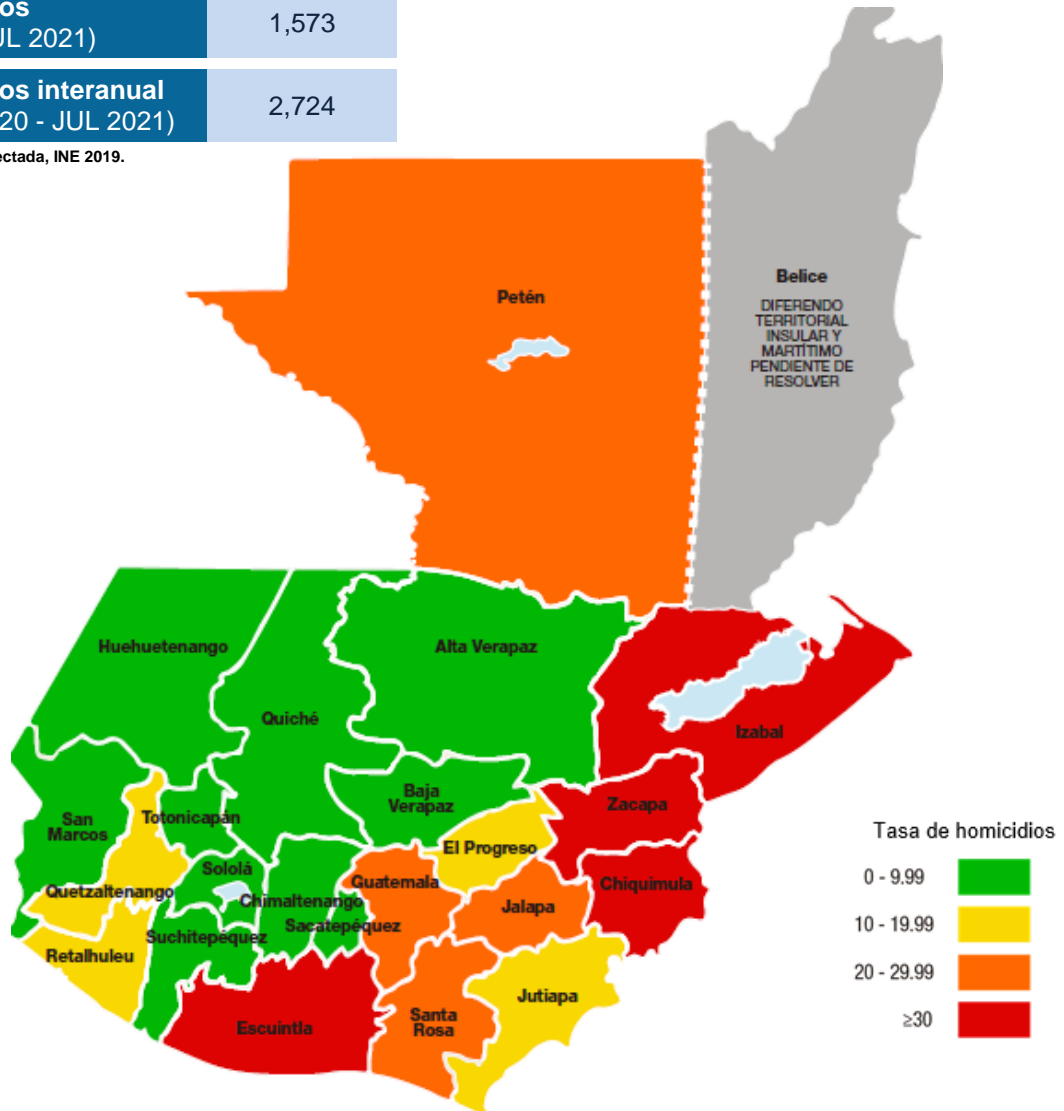 os
UL 2021)
1,573
os interanual
20 - JUL 2021)
2,724
ectada, INE 2019.
Petén
Belice
DIFERENDO
TERRITORIAL
INSULAR Y
MARTÍTIMO
PENDIENTE DE
RESOLVER
Huehuetenango
Alta Verapaz
Quiché
Izabal
Baja
Verapaz
Zacapa
San
Marcos
Totonicapán
El Progreso
Sololá
Guatemala
Chiquimula
Quetzaltenango
Chimaltenango
Jalapa
Sacatepéquez
Suchitepéquez
Retalhuleu
Jutiapa
Santa
Rosa
Escuintla
Tasa de homicidios
0 - 9.99
10 - 19.99
20 - 29.99
≥30